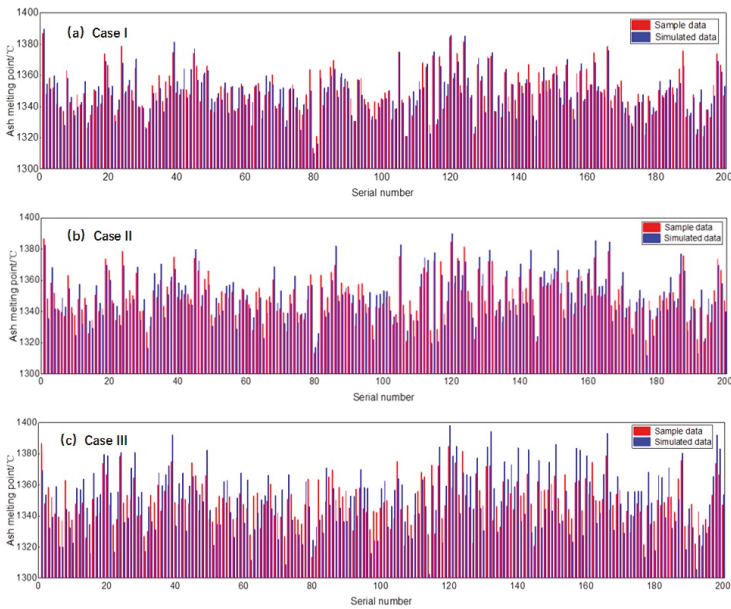 (a) Case I
Sample data
Simulated data
Ash melting point/℃
1400
1380
1360
1340
1320
1300
0 20 40 60 80 100 120 140 160 180 200
Serial number
(b) Case II
Sample data
Simulated data
Ash melting point/℃
1400
1380
1360
1340
1320
1300
0 20 40 60 80 100 120 140 160 180 200
Serial number
(c) Case III
Sample data
Simulated data
Ash melting point/℃
1400
1380
1360
1340
1320
1300
0 20 40 60 80 100 120 140 160 180 200
Serial number